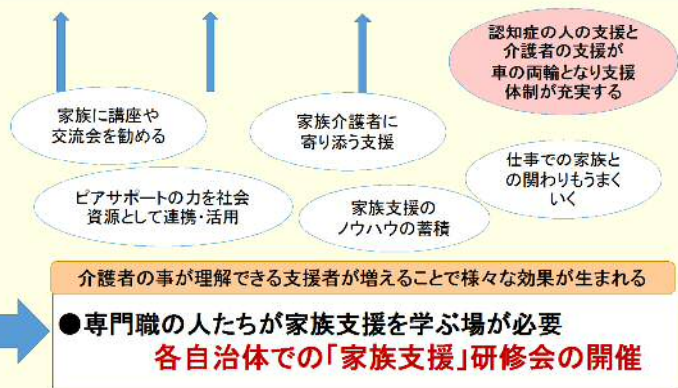 認知症の人の支援と
介護者の支援が
車の両輪となり支援
体制が充実する
家族に講座や
交流会を勧める
家族介護者に
寄り添う支援
仕事での家族と
の関わりもうまく
いく
ピアサポートの力を社会
資源として連携・活用
家族支援の
ノウハウの蓄積
介護者の事が理解できる支援者が増えることで様々な効果が生まれる
●専門職の人たちが家族支援を学ぶ場が必要
各自治体での「家族支援」研修会の開催